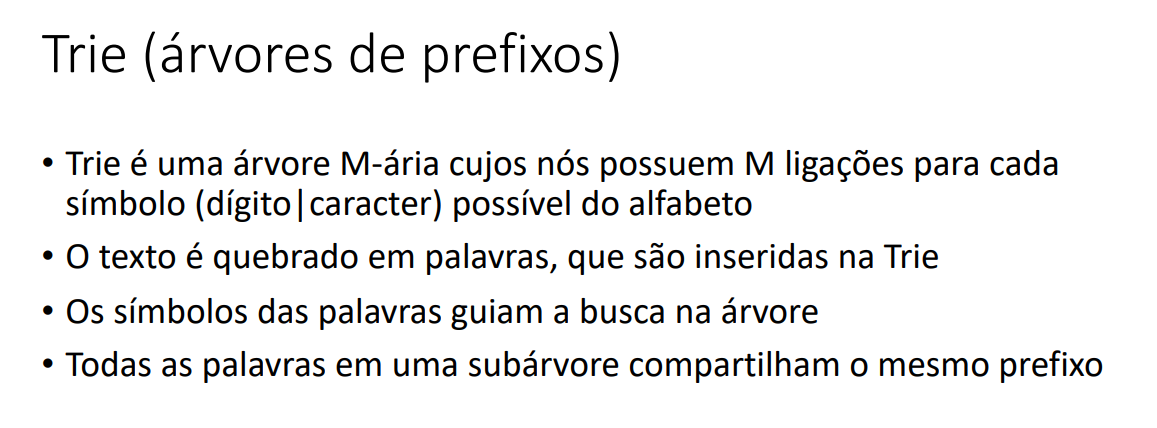 Trie (árvores de prefixos)
• Trie é uma árvore M-ária cujos nós possuem M ligações para cada
símbolo (dígito|caracter) possível do alfabeto
• O texto é quebrado em palavras, que são inseridas na Trie
• Os símbolos das palavras guiam a busca na árvore
• Todas as palavras em uma subárvore compartilham o mesmo prefixo